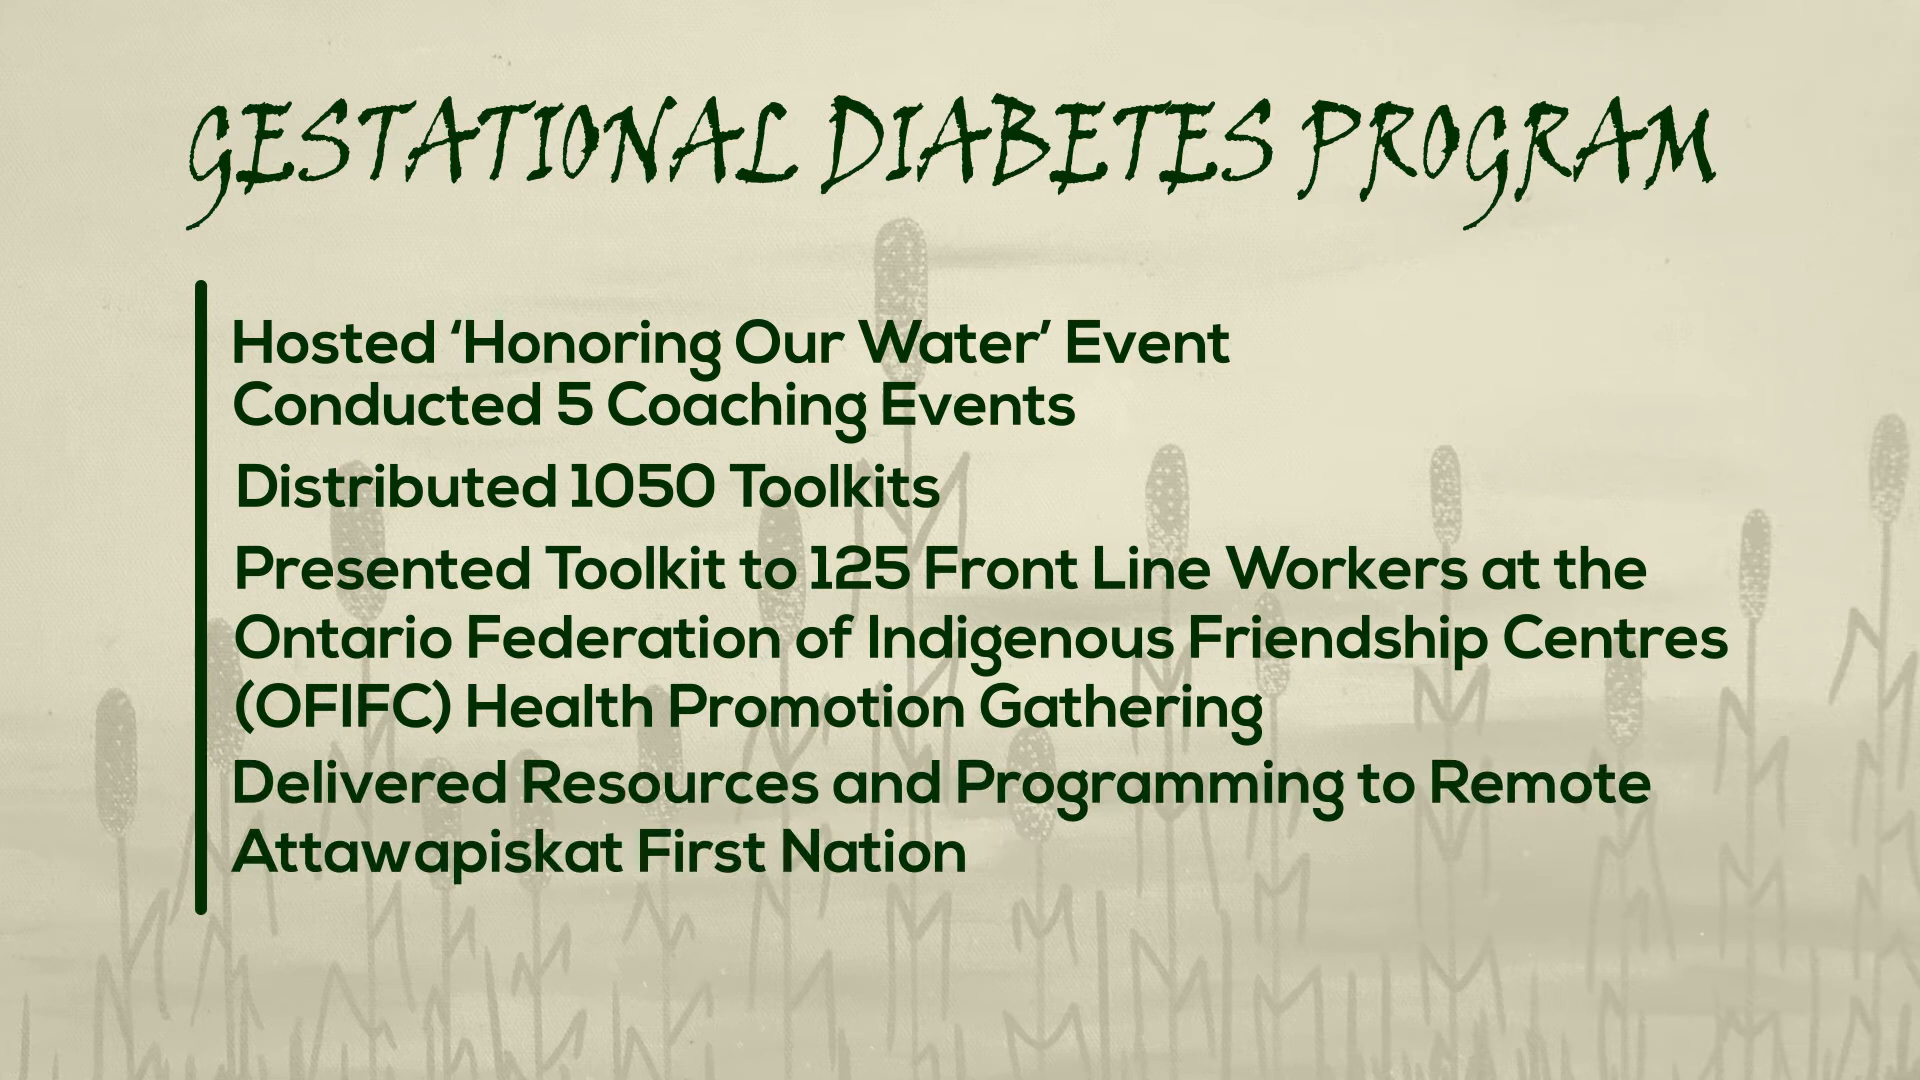 GESTATIONAL DIABETES PROGRAM
Hosted ‘Honoring Our Water’ Event
Conducted 5 Coaching Events
Distributed 1050 Toolkits
Presented Toolkit to 125 Front Line Workers at the
Ontario Federation of Indigenous Friendship Centres
(OFIFC) Health Promotion Gathering
Delivered Resources and Programming to Remote
Attawapiskat First Nation